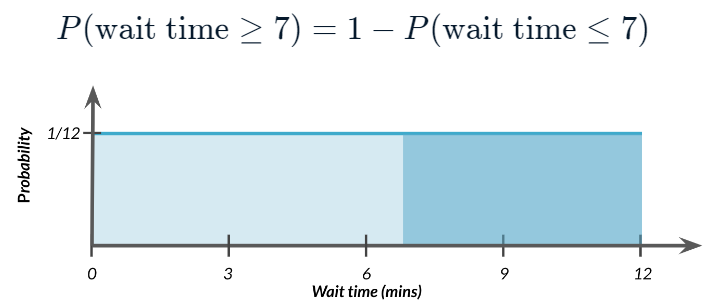 P(wait time ≥ 7) = 1 − P(wait time ≤ 7)
Probability
1/12
0 3 6 9 12
Wait time (mins)